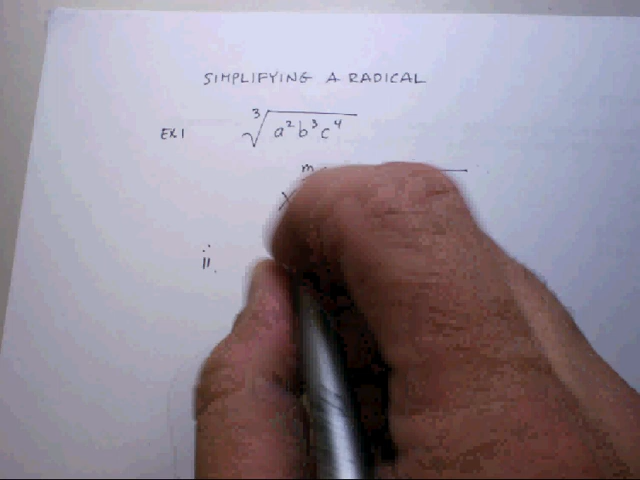 SIMPLIFYING A RADICAL
EX.1 ∛(a²b³c⁴)
m
ii.